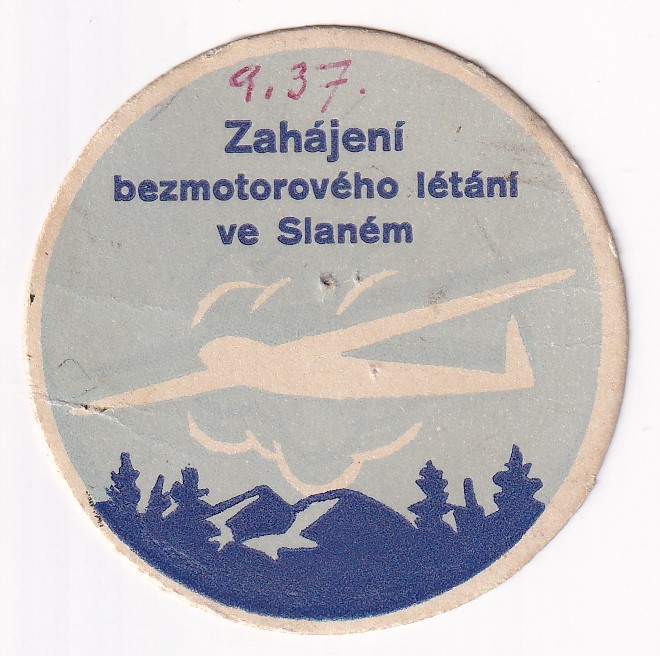 9.37.
Zahájení
bezmotorového létání
ve Slaném